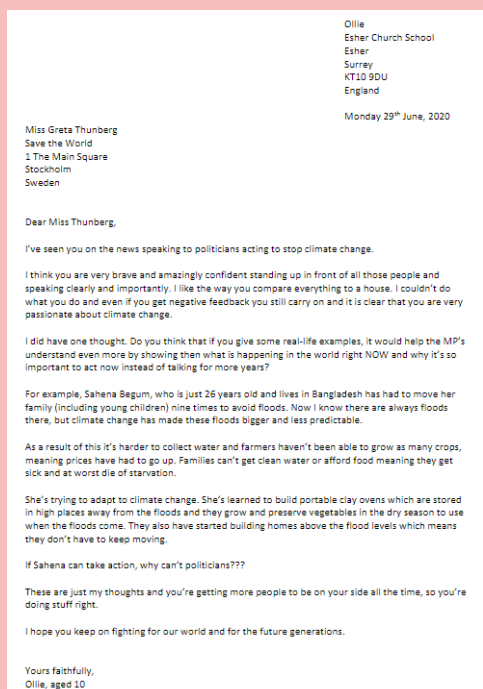 Ollie
Esher Church School
Esher
Surrey
KT10 9DU
England
Monday 29th June, 2020
Miss Greta Thunberg
Save the World
1 The Main Square
Stockholm
Sweden
Dear Miss Thunberg,
I've seen you on the news speaking to politicians acting to stop climate change.
I think you are very brave and amazingly confident standing up in front of all those people and
speaking clearly and importantly. I like the way you compare everything to a house. I couldn't do
what you do and even if you get negative feedback you still carry on and it is clear that you are very
passionate about climate change.
I did have one thought. Do you think that if you give some real-life examples, it would help the MP's
understand even more by showing then what is happening in the world right NOW and why it's so
important to act now instead of talking for more years?
For example, Sahena Begum, who is just 26 years old and lives in Bangladesh has had to move her
family (including young children) nine times to avoid floods. Now I know there are always floods
there, but climate change has made these floods bigger and less predictable.
As a result of this it's harder to collect water and farmers haven't been able to grow as many crops,
meaning prices have had to go up. Families can't get clean water or afford food meaning they get
sick and at worst die of starvation.
She's trying to adapt to climate change. She's learned to build portable clay ovens which are stored
in high places away from the floods and they grow and preserve vegetables in the dry season to use
when the floods come. They also have started building homes above the flood levels which means
they don't have to keep moving.
If Sahena can take action, why can't politicians???
These are just my thoughts and you're getting more people to be on your side all the time, so you're
doing stuff right.
I hope you keep on fighting for our world and for the future generations.
Yours faithfully,
Ollie, aged 10